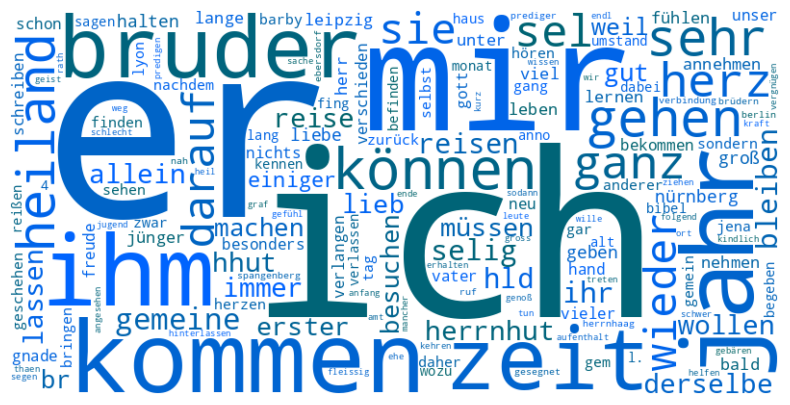 er
ich
mir
bruder
jahr
kommen
zeit
ihm
können
ganz
gehen
herz
sehr
sie
sel
heiland
darauf
wieder
bleiben
reisen
reise
allein
einiger
lieb
müssen
selig
hld
ihr
herrnhut
besuchen
gemeine
erster
immer
machen
hhut
lassen
br
derselbe
wollen
gut
weil
halten
schon
sagen
lange
barby
leipzig
haus
prediger
endl
umstand
unser
fühlen
hören
annehmen
unter
viel
monat
gott
gang
dabei
lernen
leben
wissen
wir
kurz
verbindung
brüdern
vergnügen
berlin
kraft
sondern
groß
bekommen
anderer
neu
nürnberg
bibel
jena
kindlich
folgend
ort
ziehen
wille
gar
alt
geben
hand
vieler
vater
ruf
leute
gross
sodann
ende
erhalten
anfang
genoß
tun
treten
herrnhaag
aufenthalt
schwer
gemein
nehmen
begeben
gebären
bald
helfen
gesegnet
ehe
fleissig
kehren
daher
wozu
gem
l.
mancher
amt
tag
verlassen
verlangen
herzen
spangenberg
hinterlassen
besonders
jünger
zwar
freude
bringen
gnade
thaen
segen
angesehen
geschehen
reißen
4
sehen
jugend
gefühl
graf
heil
nah
kennen
nichts
lang
liebe
zurück
anno
befinden
selbst
verschieden
herr
fing
sache
ebersdorf
nachdem
lyon
predigen
rath
geist
weg
schlecht
finden
schreiben